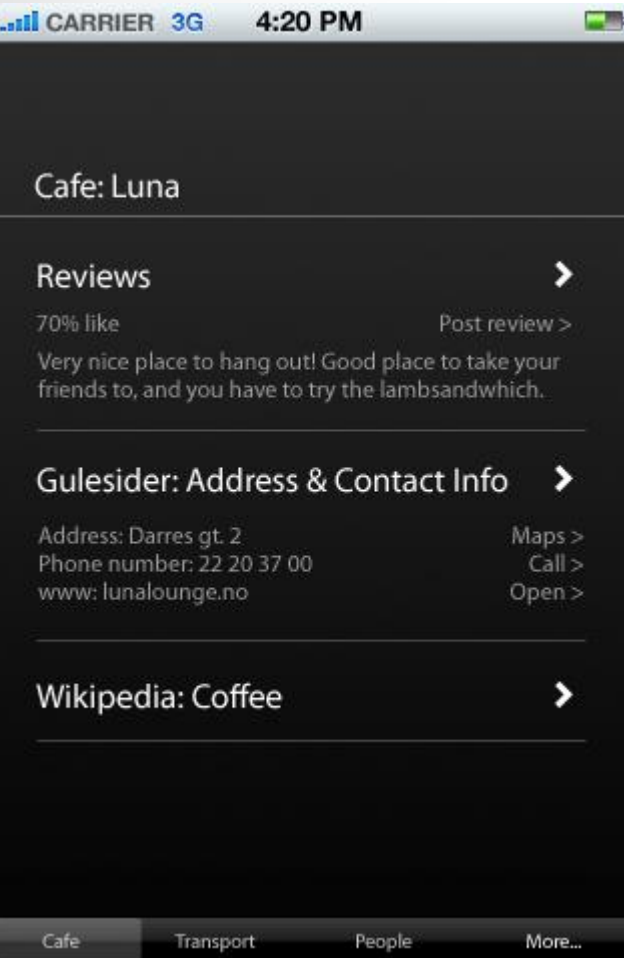 CARRIER 3G 4:20 PM
Cafe: Luna
Reviews
70% like Post review >
Very nice place to hang out! Good place to take your
friends to, and you have to try the lambsandwhich.
Gulesider: Address & Contact Info
Address: Darres gt. 2 Maps >
Phone number: 22 20 37 00 Call >
www: lunalounge.no Open >
Wikipedia: Coffee
Cafe Transport People More...